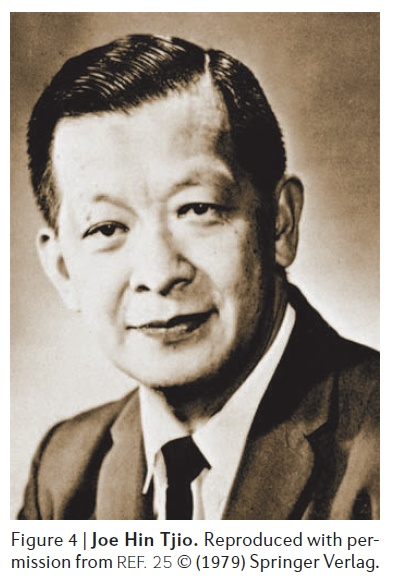 Figure 4 | Joe Hin Tjio. Reproduced with per-
mission from REF. 25 © (1979) Springer Verlag.